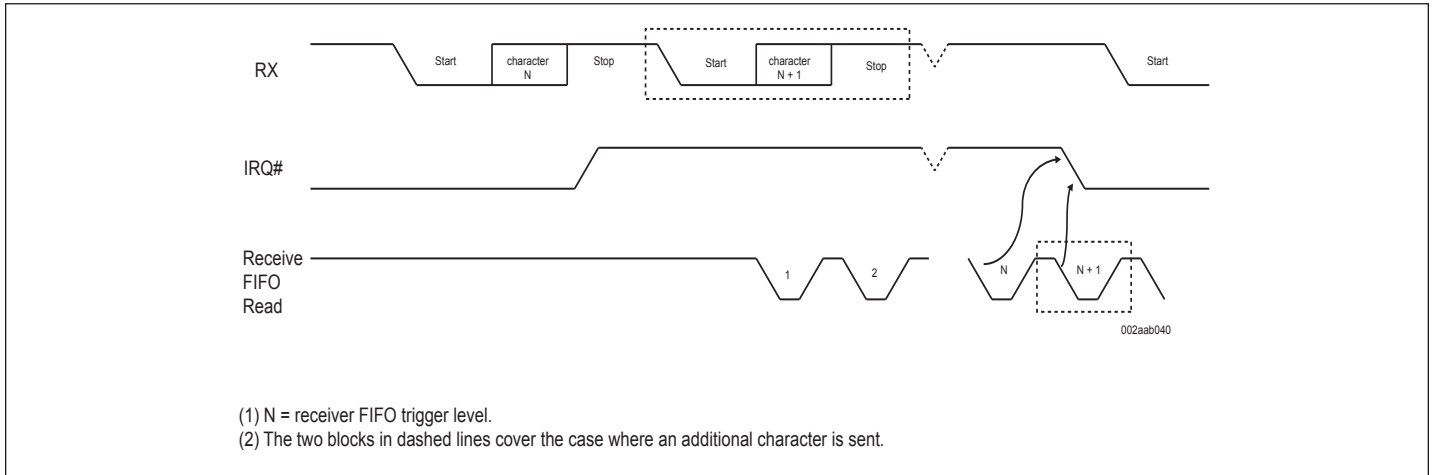 RX
Start
character
N
Stop
Start
character
N + 1
Stop
Start
IRQ#
Receive
FIFO
Read
1
2
N
N + 1
002aab040
(1) N = receiver FIFO trigger level.
(2) The two blocks in dashed lines cover the case where an additional character is sent.